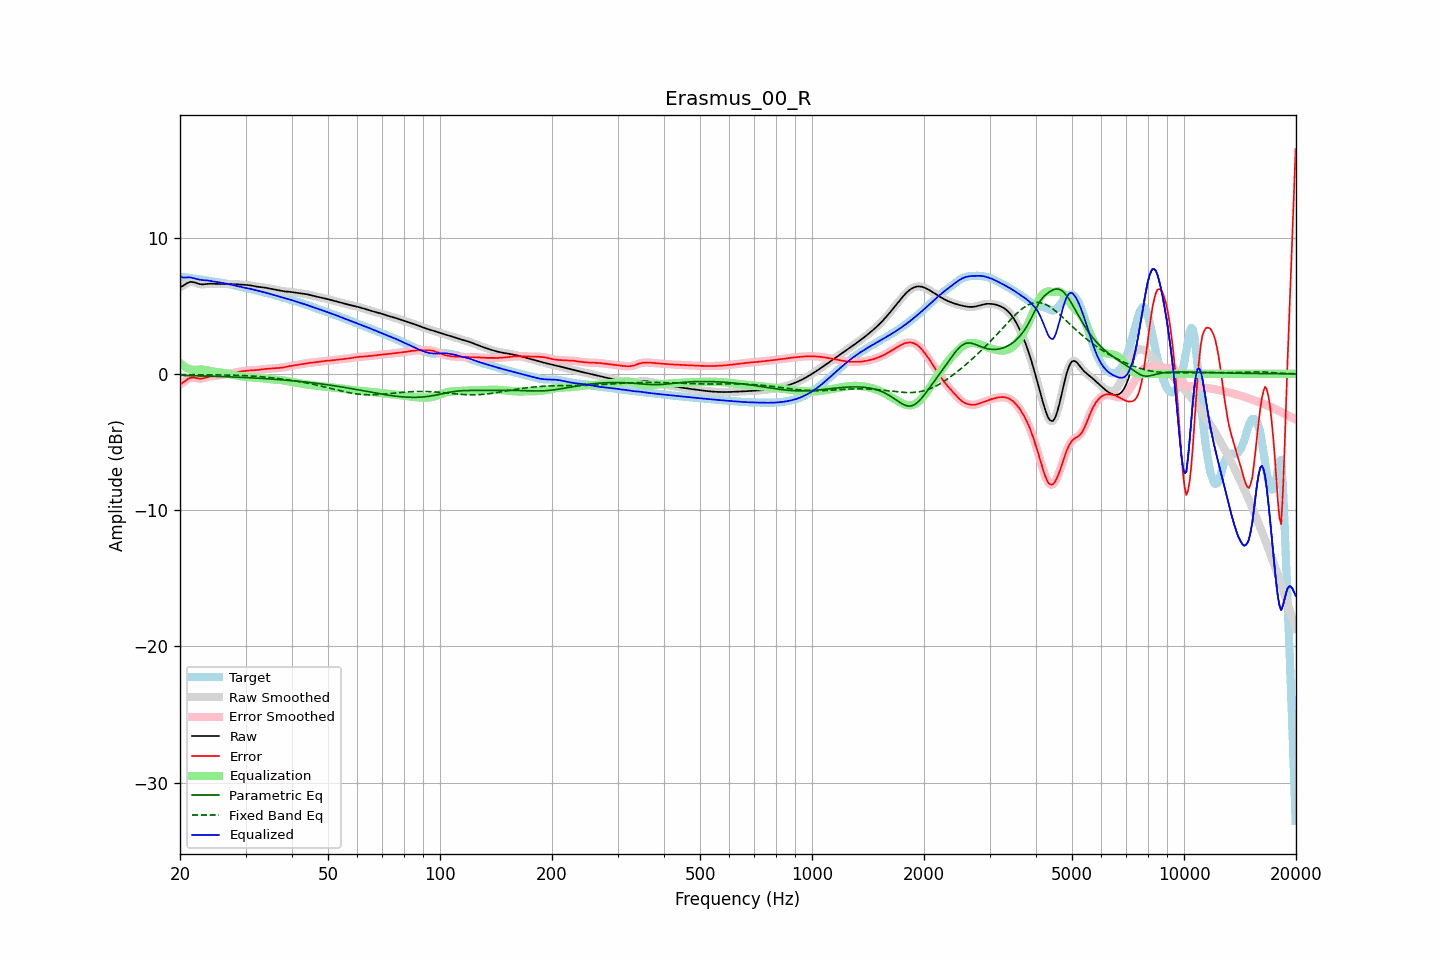 Erasmus_00_R
Amplitude (dBr)
10
0
−10
−20
−30
Target
Raw Smoothed
Error Smoothed
Raw
Error
Equalization
Parametric Eq
Fixed Band Eq
Equalized
20 50 100 200 500 1000 2000 5000 10000 20000
Frequency (Hz)